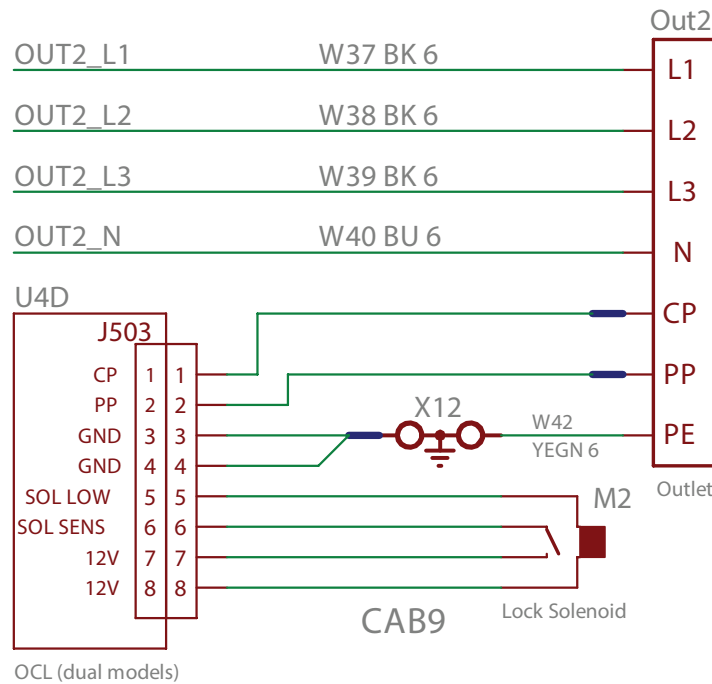 Out2
OUT2_L1 W37 BK 6 L1
OUT2_L2 W38 BK 6 L2
OUT2_L3 W39 BK 6 L3
OUT2_N W40 BU 6 N
U4D
CP
J503
CP 1 1
PP
PP 2 2
X12
GND 3 3
W42
YEGN 6
PE
GND 4 4
Outlet
SOL LOW 5 5
M2
SOL SENS 6 6
12V 7 7
12V 8 8
Lock Solenoid
CAB9
OCL (dual models)